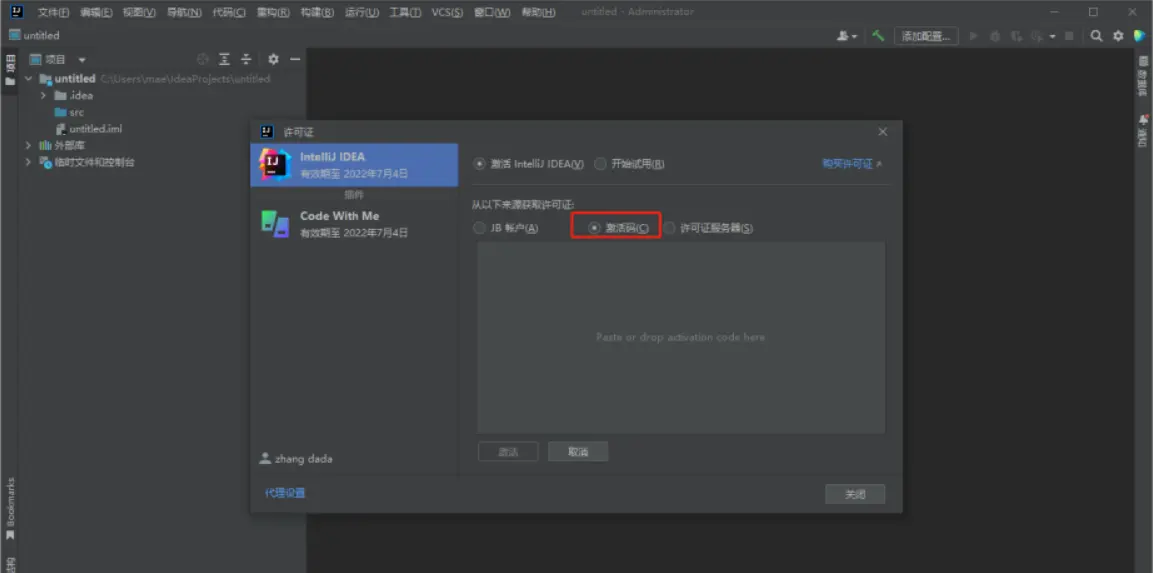 文件(F) 编辑(E) 视图(V) 导航(N) 代码(C) 重构(R) 构建(B) 运行(U) 工具(T) VCS(S) 窗口(W) 帮助(H) untitled - Administrator
untitled
添加配置...
项目
项目
untitled C:\Users\mae\IdeaProjects\untitled
.idea
src
untitled.iml
外部库
临时文件和控制台
数据库
通知
许可证
IntelliJ IDEA
有效期至 2022年7月4日
插件
Code With Me
有效期至 2022年7月4日
激活 IntelliJ IDEA(V) 开始试用(R) 购买许可证
从以下来源获取许可证:
JB 帐户(A) 激活码(C) 许可证服务器(S)
Paste or drop activation code here
激活 取消
zhang dada
代理设置
关闭
Bookmarks
结构